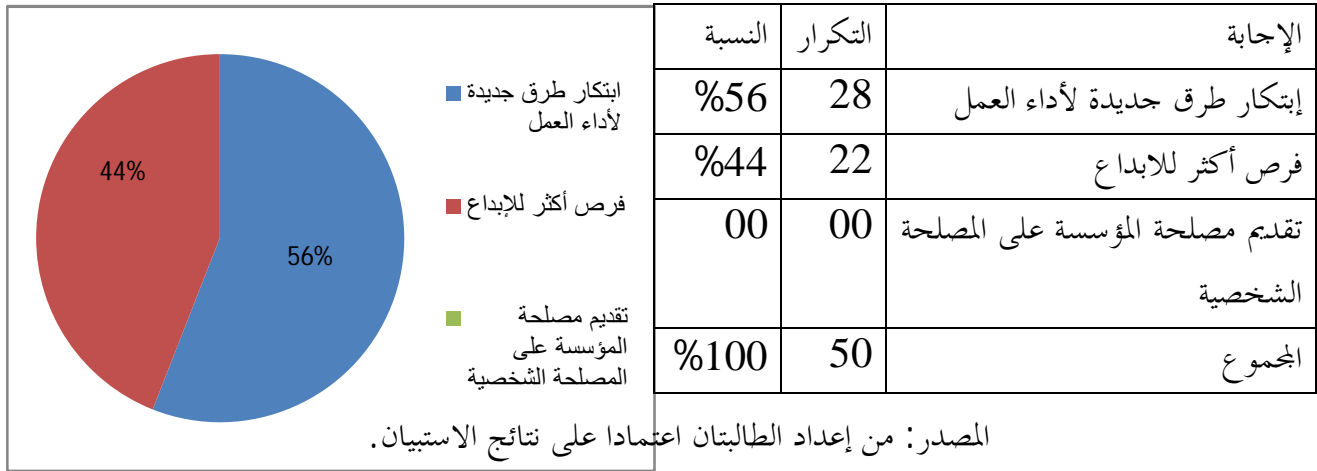 الإجابة التكرار النسبة
إبتكار طرق جديدة لأداء العمل 28 %56
فرص أكثر للابداع 22 %44
تقديم مصلحة المؤسسة على المصلحة 00 00
الشخصية
المجموع 50 %100
ابتكار طرق جديدة
لأداء العمل
فرص أكثر للإبداع
تقديم مصلحة
المؤسسة على
المصلحة الشخصية
44%
56%
المصدر: من إعداد الطالبتان اعتمادا على نتائج الاستبيان.